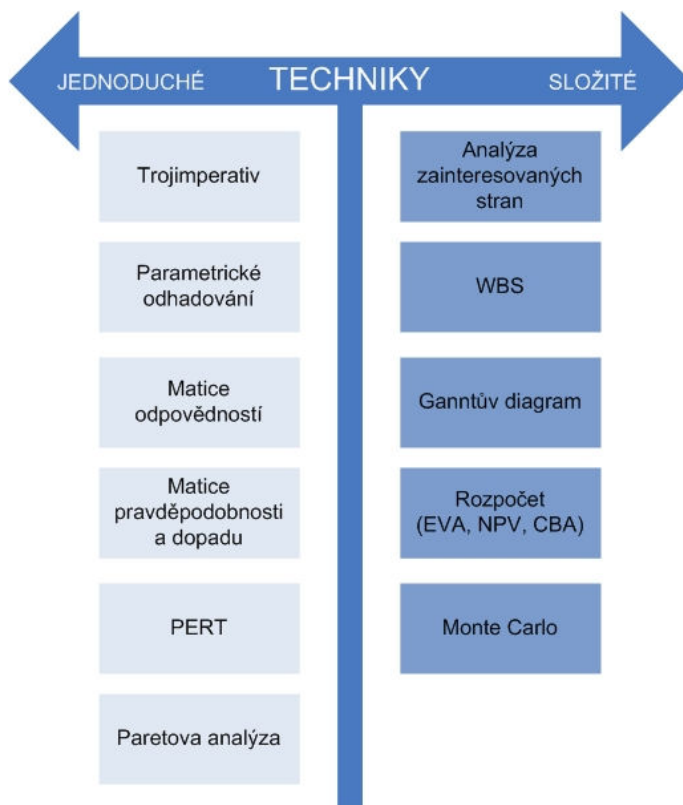 JEDNODUCHÉ TECHNIKY SLOŽITÉ
Trojimperativ
Parametrické
odhadování
Matice
odpovědností
Matice
pravděpodobnosti
a dopadu
PERT
Paretova analýza
Analýza
zainteresovaných
stran
WBS
Ganntův diagram
Rozpočet
(EVA, NPV, CBA)
Monte Carlo